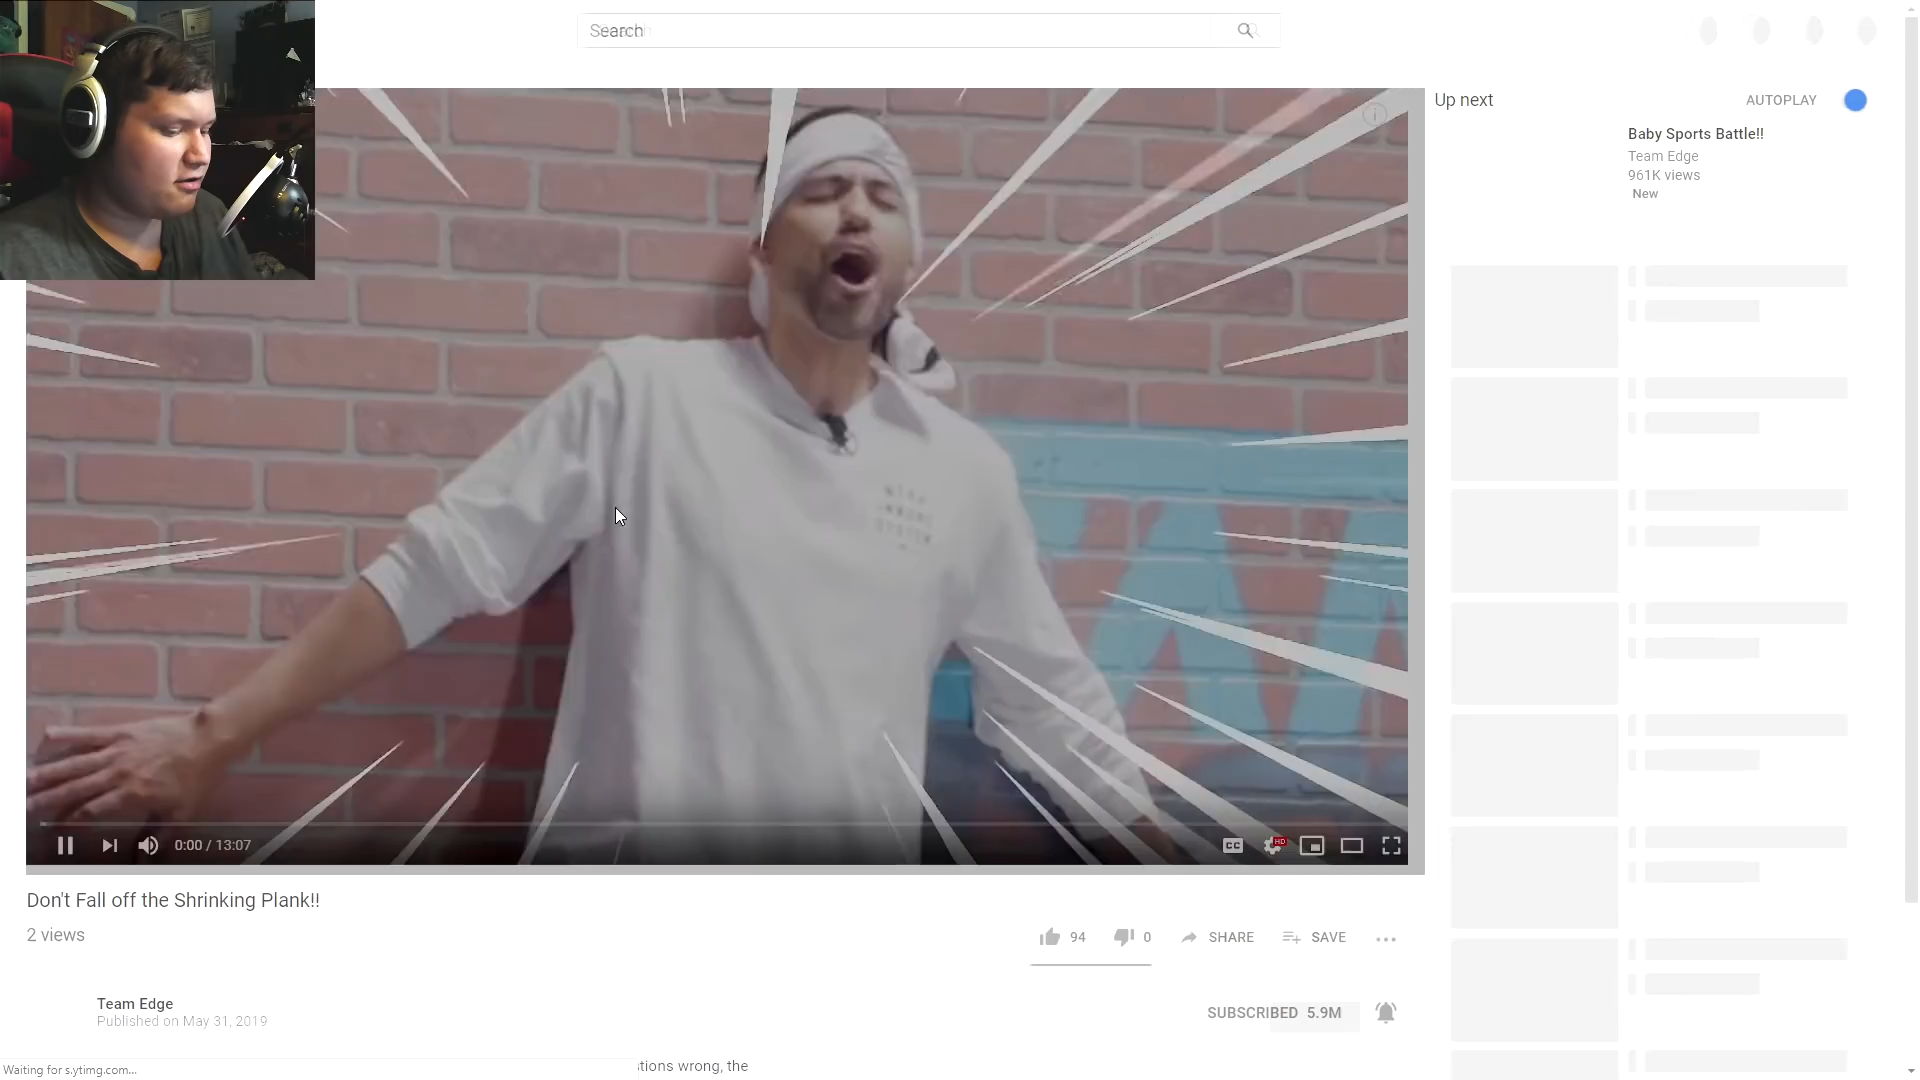 Search
Up next
AUTOPLAY
Baby Sports Battle!!
Team Edge
961K views
New
0:00 / 13:07
CC
HD
Don't Fall off the Shrinking Plank!!
2 views
94
0
SHARE
SAVE
Team Edge
Published on May 31, 2019
SUBSCRIBED 5.9M
Waiting for s.ytimg.com...
tions wrong, the